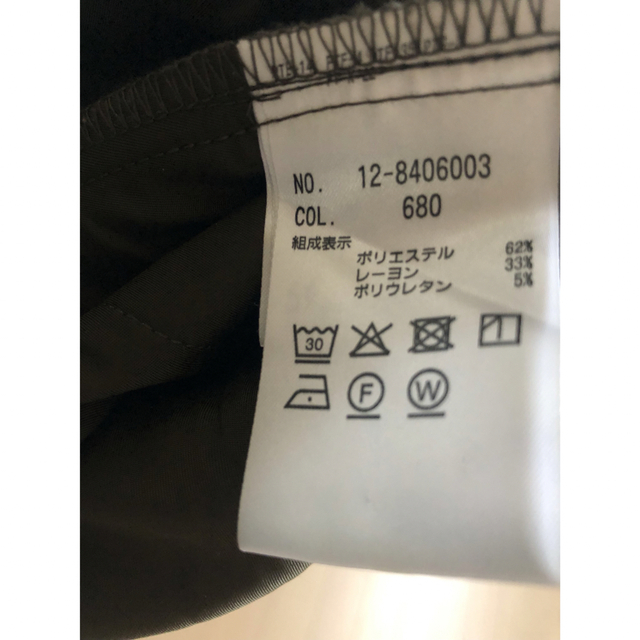 NO. 12-8406003
COL. 680
組成表示
ポリエステル 62%
レーヨン 33%
ポリウレタン 5%
30
F W